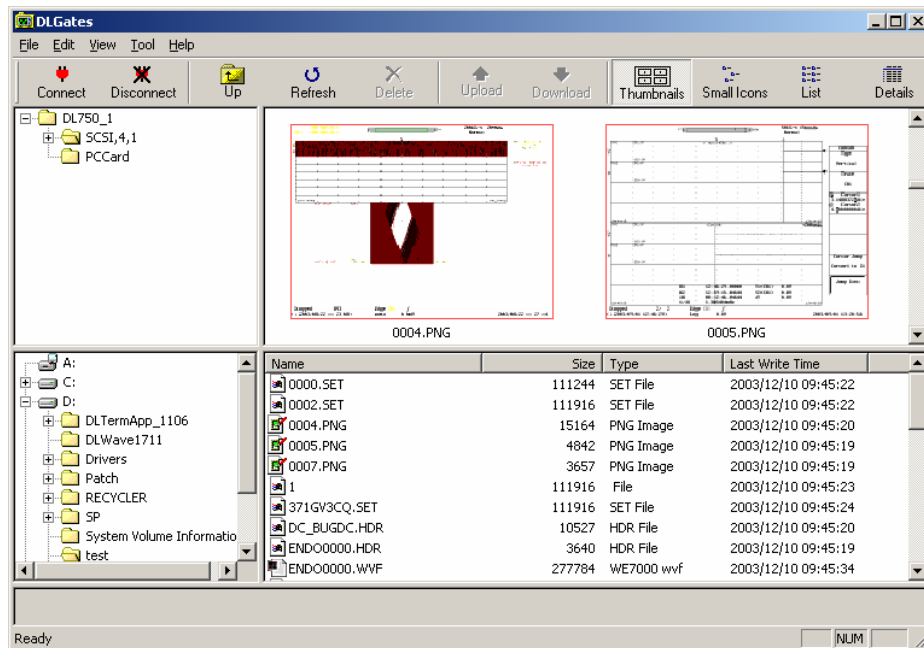 DLGates
File Edit View Tool Help
Connect Disconnect Up Refresh Delete Upload Download Thumbnails Small Icons List Details
DL750_1
SCSI,4,1
PCCard
0004.PNG 0005.PNG
A:
C:
D:
DLTermApp_1106
DLWave1711
Drivers
Patch
RECYCLER
SP
System Volume Informatio
test
Name Size Type Last Write Time
0000.SET 111244 SET File 2003/12/10 09:45:22
0002.SET 111916 SET File 2003/12/10 09:45:22
0004.PNG 15164 PNG Image 2003/12/10 09:45:20
0005.PNG 4842 PNG Image 2003/12/10 09:45:19
0007.PNG 3657 PNG Image 2003/12/10 09:45:19
1 111916 File 2003/12/10 09:45:23
371GV3CQ.SET 111916 SET File 2003/12/10 09:45:24
DC_BUGDC.HDR 10527 HDR File 2003/12/10 09:45:20
ENDO0000.HDR 3640 HDR File 2003/12/10 09:45:19
ENDO0000.WVF 277784 WE7000 wvf 2003/12/10 09:45:34
Ready NUM